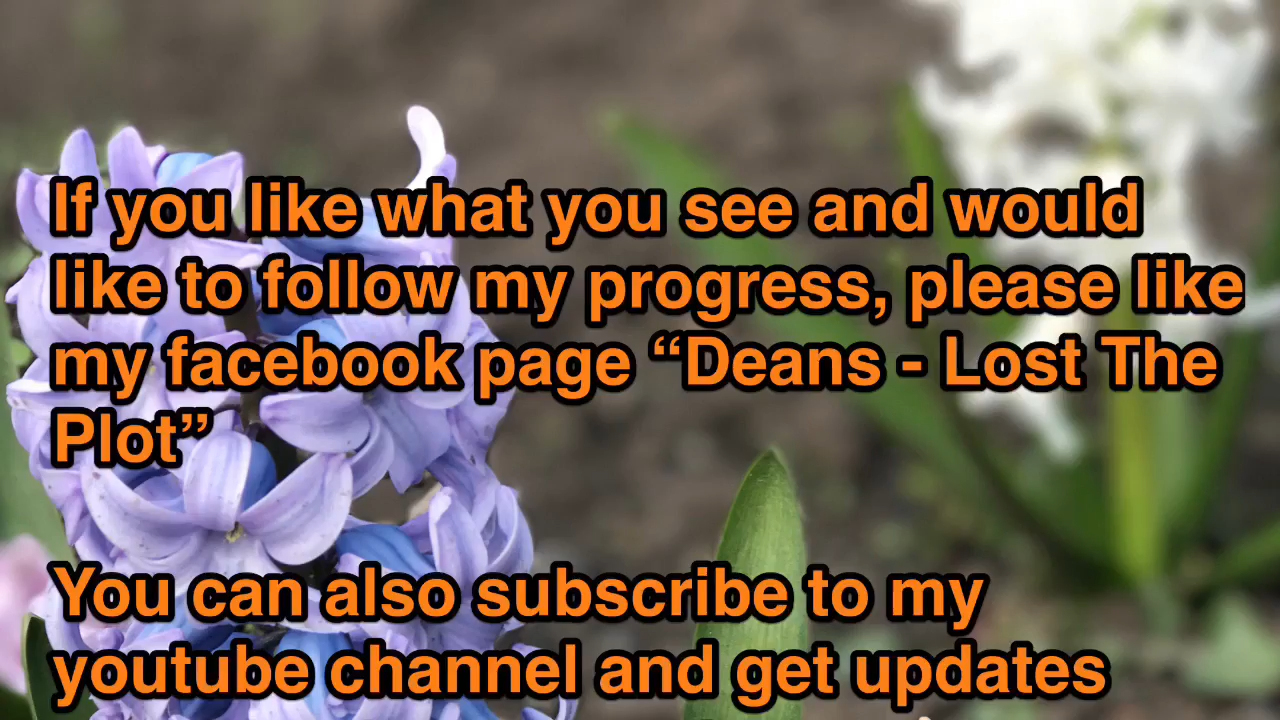 If you like what you see and would
like to follow my progress, please like
my facebook page “Deans - Lost The
Plot”
You can also subscribe to my
youtube channel and get updates